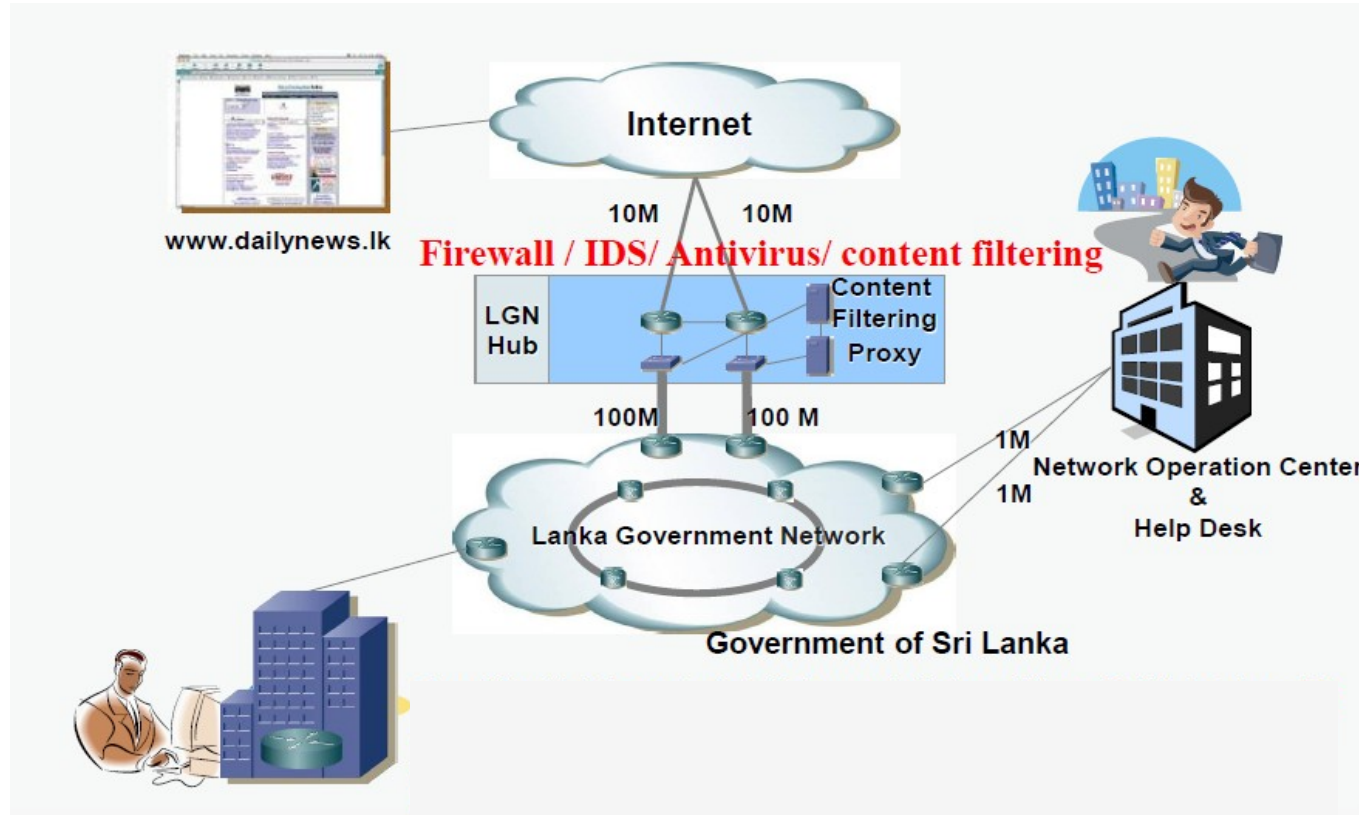 Internet
www.dailynews.lk
10M
10M
Firewall / IDS/ Antivirus/ content filtering
LGN
Hub
Content
Filtering
Proxy
100M
100 M
1M
1M
Network Operation Center
&
Help Desk
Lanka Government Network
Government of Sri Lanka